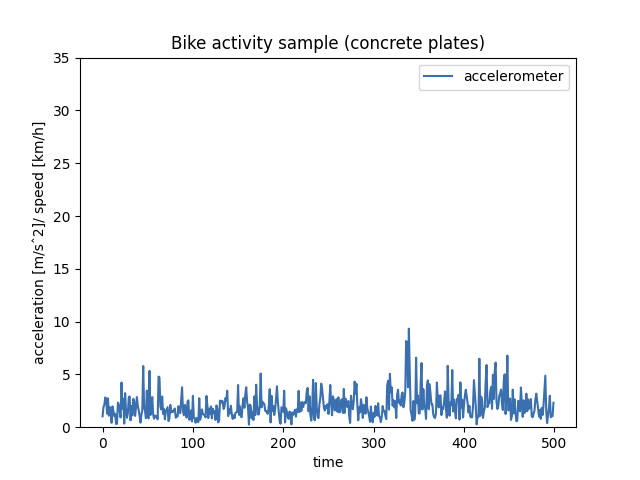 Bike activity sample (concrete plates)
accelerometer
acceleration [m/sˆ2]/ speed [km/h]
35
30
25
20
15
10
5
0
0 100 200 300 400 500
time